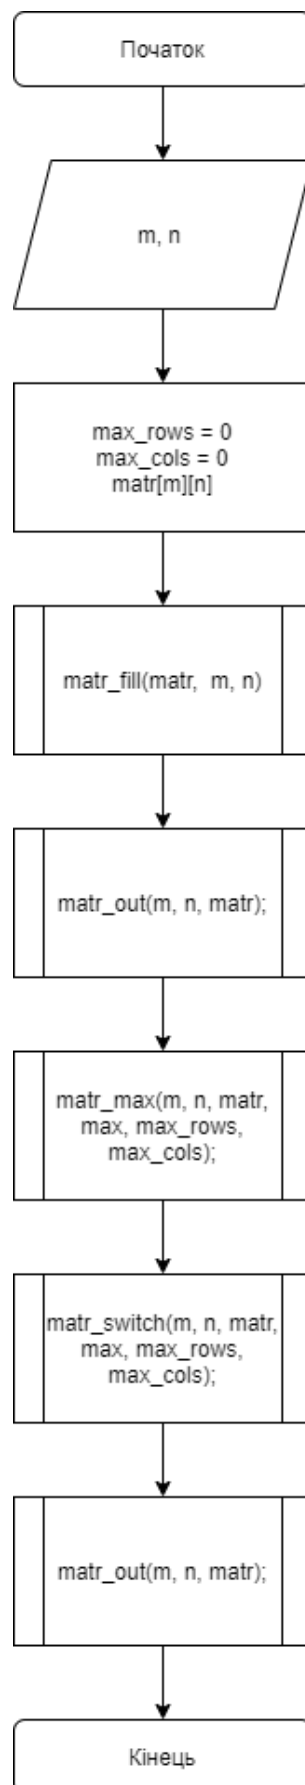 Початок
m, n
max_rows = 0
max_cols = 0
matr[m][n]
matr_fill(matr, m, n)
matr_out(m, n, matr);
matr_max(m, n, matr,
max, max_rows,
max_cols);
matr_switch(m, n, matr,
max, max_rows,
max_cols);
matr_out(m, n, matr);
Кінець